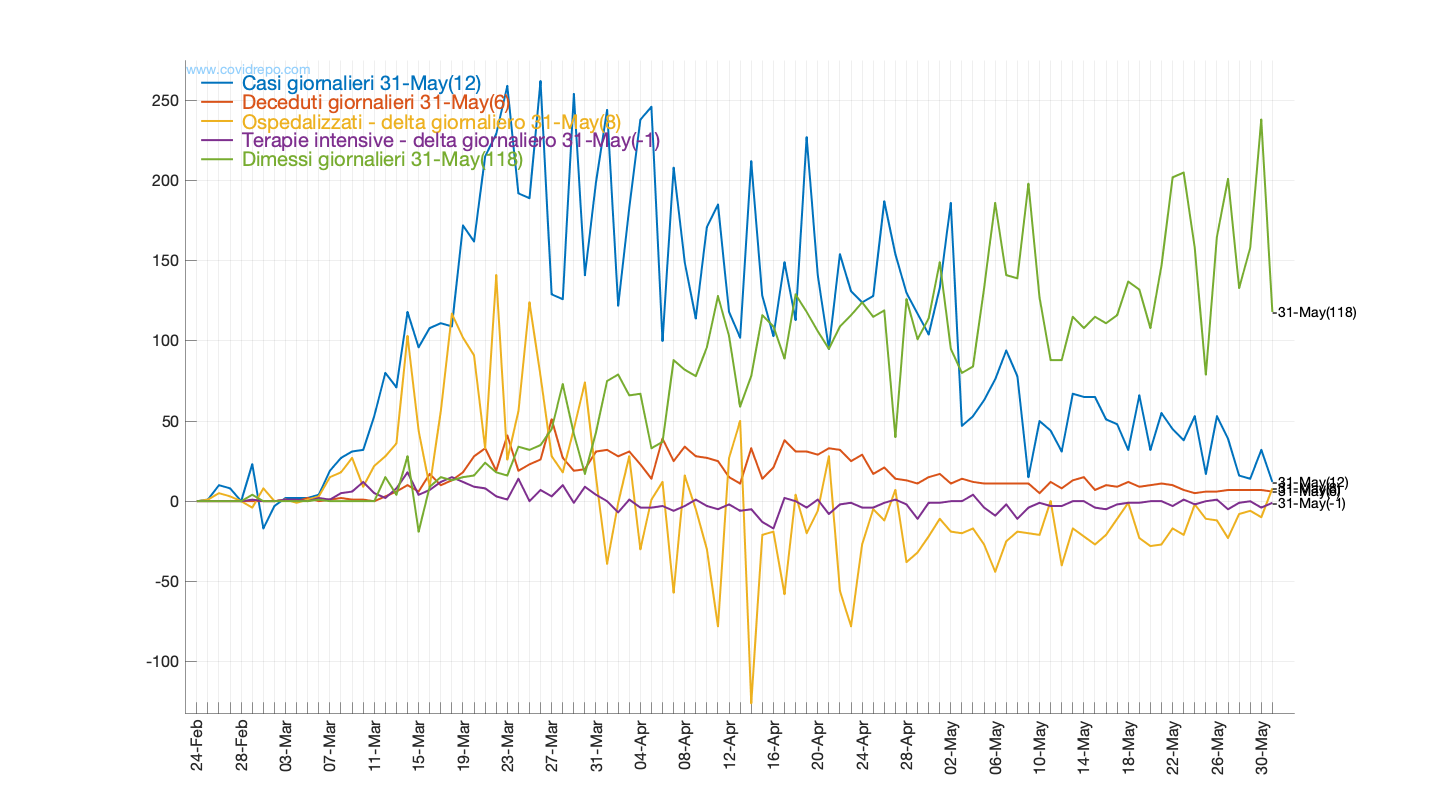 www.covidrepo.com
Casi giornalieri 31-May(12)
Deceduti giornalieri 31-May(6)
Ospedalizzati - delta giornaliero 31-May(8)
Terapie intensive - delta giornaliero 31-May(-1)
Dimessi giornalieri 31-May(118)
250
200
150
100
50
0
-50
-100
-31-May(118)
-31-May(12)
-31-May(-1)
24-Feb
28-Feb
03-Mar
07-Mar
11-Mar
15-Mar
19-Mar
23-Mar
27-Mar
31-Mar
04-Apr
08-Apr
12-Apr
16-Apr
20-Apr
24-Apr
28-Apr
02-May
06-May
10-May
14-May
18-May
22-May
26-May
30-May